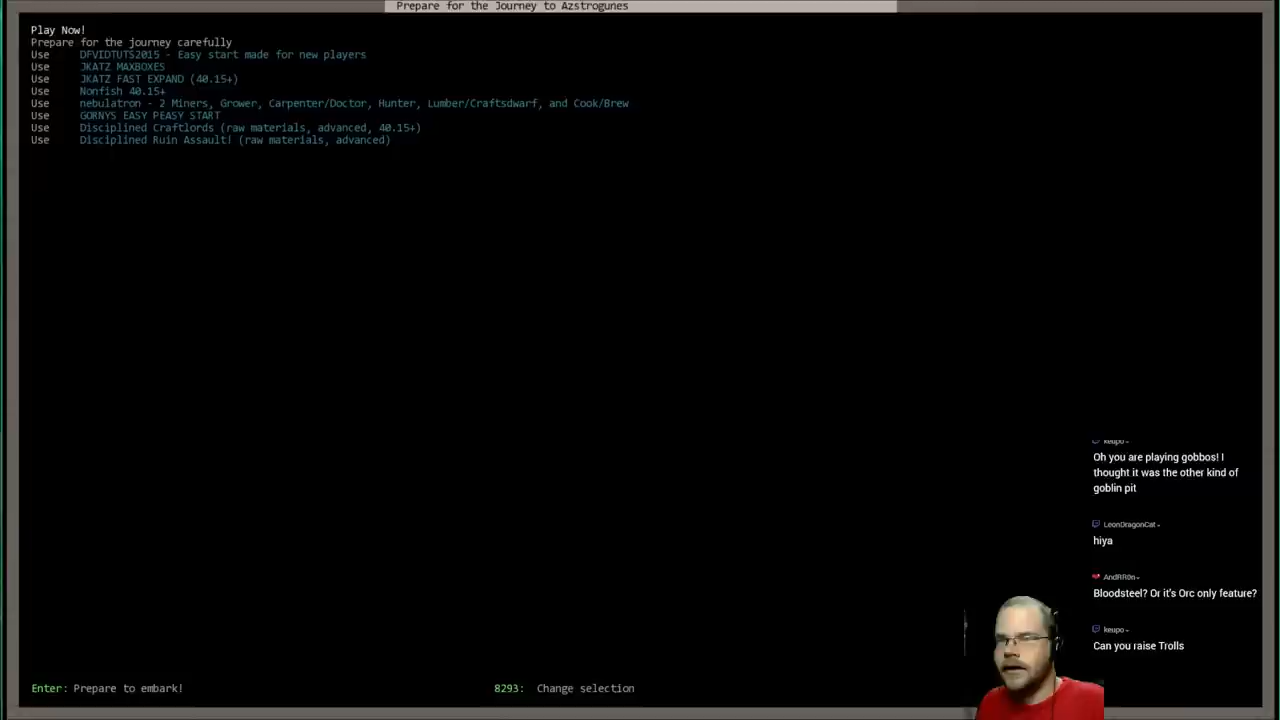 Prepare for the Journey to Azstrogunes
Play Now!
Prepare for the journey carefully
Use DFVIDTUTS2015 - Easy start made for new players
Use JKATZ MAXBOXES
Use JKATZ FAST EXPAND (40.15+)
Use Nonfish 40.15+
Use nebulatron - 2 Miners, Grower, Carpenter/Doctor, Hunter, Lumber/Craftsdwarf, and Cook/Brew
Use GORNYS EASY PEASY START
Use Disciplined Craftlords (raw materials, advanced, 40.15+)
Use Disciplined Ruin Assault! (raw materials, advanced)
keupo
Oh you are playing gobbos! I
thought it was the other kind of
goblin pit
LeonDragonCat
hiya
AndRR0n
Bloodsteel? Or it's Orc only feature?
keupo
Can you raise Trolls
Enter: Prepare to embark!
8293: Change selection